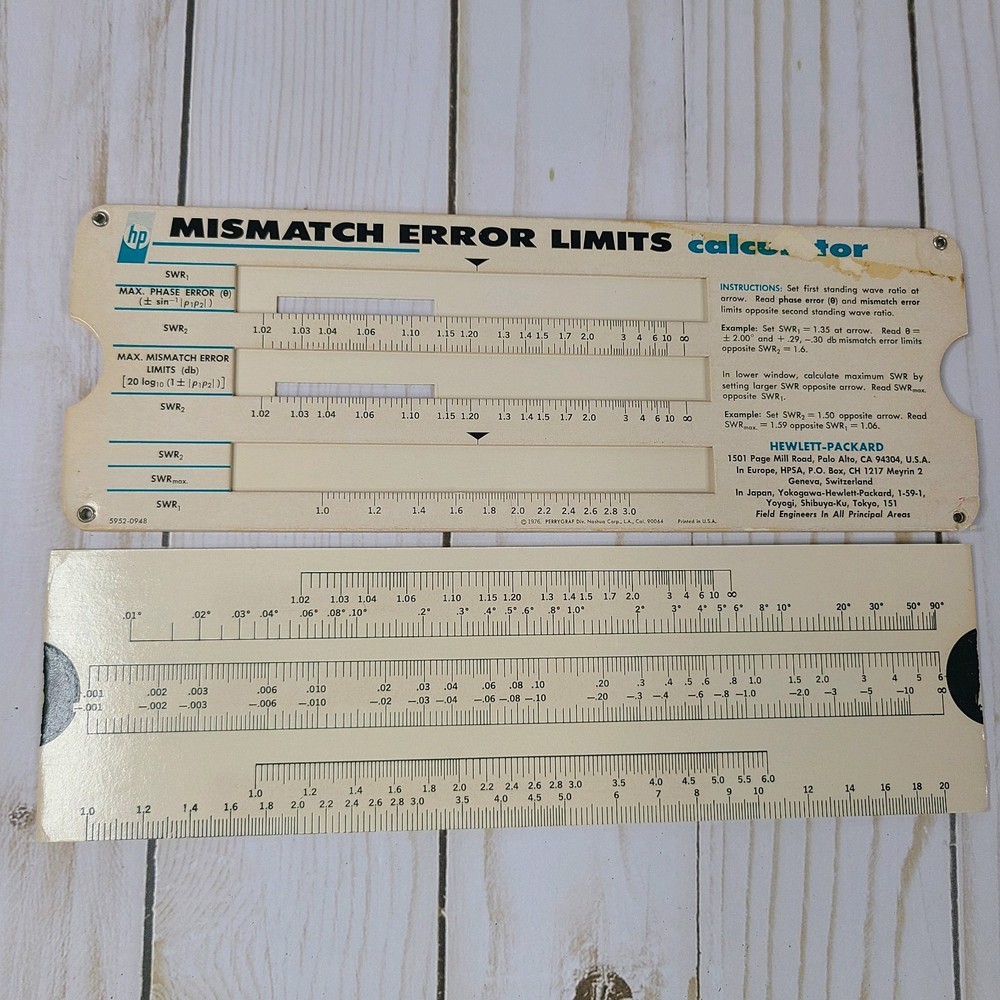 hp
MISMATCH ERROR LIMITS
SWR₁
MAX. PHASE ERROR (θ)
(± sin⁻¹ |ρ₁ρ₂|)
SWR₂
1.02 1.03 1.04 1.06 1.10 1.15 1.20 1.3 1.4 1.5 1.7 2.0 3 4 6 10 ∞
MAX. MISMATCH ERROR
LIMITS (db)
[20 log₁₀ (1 ± |ρ₁ρ₂|)]
SWR₂
1.02 1.03 1.04 1.06 1.10 1.15 1.20 1.3 1.4 1.5 1.7 2.0 3 4 6 10 ∞
SWR₂
SWRmax.
SWR₁
1.0 1.1 1.2 1.3 1.4 1.6 1.8 2.0 2.2 2.4 2.6 2.8 3.0
5952-0948
© 1976, PERRYGRAF Div. Nashua Corp., L.A., Cal. 90064 Printed in U.S.A.
INSTRUCTIONS: Set first standing wave ratio at
arrow. Read phase error (θ) and mismatch error
limits opposite second standing wave ratio.
Example: Set SWR₁ = 1.35 at arrow. Read θ =
± 2.00° and + .29, –.30 db mismatch error limits
opposite SWR₂ = 1.6.
In lower window, calculate maximum SWR by
setting larger SWR opposite arrow. Read SWRmax.
opposite SWR₁.
Example: Set SWR₂ = 1.50 opposite arrow. Read
SWRmax. = 1.59 opposite SWR₁ = 1.06.
HEWLETT-PACKARD
1501 Page Mill Road, Palo Alto, CA 94304, U.S.A.
In Europe, HPSA, P.O. Box, CH 1217 Meyrin 2
Geneva, Switzerland
In Japan, Yokogawa-Hewlett-Packard, 1-59-1,
Yoyogi, Shibuya-Ku, Tokyo, 151
Field Engineers In All Principal Areas
1.02 1.03 1.04 1.06 1.10 1.15 1.20 1.3 1.4 1.5 1.7 2.0 3 4 6 10 ∞
.01° .02° .03° .04° .06° .08° .10° .2° .3° .4° .5° .6° .8° 1.0° 2° 3° 4° 5° 6° 8° 10° 20° 30° 50° 90°
.001 .002 .003 .006 .010 .02 .03 .04 .06 .08 .10 .20 .3 .4 .5 .6 .8 1.0 1.5 2.0 3 4 5 6
–.001 –.002 –.003 –.006 –.010 –.02 –.03 –.04 –.06 –.08 –.10 –.20 –.3 –.4 –.6 –.8 –1.0 –2.0 –3 –5 –10 ∞
1.0 1.2 1.4 1.6 1.8 2.0 2.2 2.4 2.6 2.8 3.0 3.5 4.0 4.5 5.0 5.5 6.0
1.0 1.2 1.4 1.6 1.8 2.0 2.2 2.4 2.6 2.8 3.0 3.5 4.0 4.5 5.0 6 7 8 9 10 12 14 16 18 20